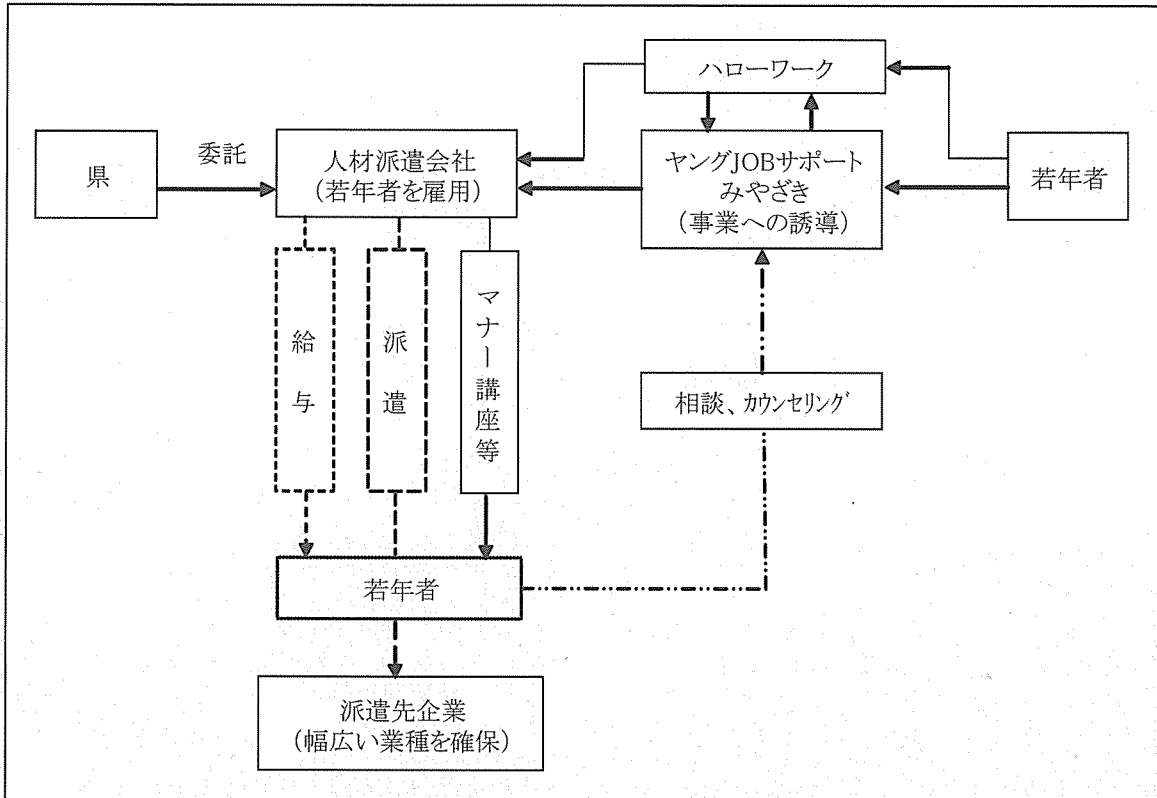 ハローワーク
県
委託
人材派遣会社
(若年者を雇用)
ヤングJOBサポート
みやざき
(事業への誘導)
若年者
給与
派遣
マナー講座等
相談、カウンセリング
若年者
派遣先企業
(幅広い業種を確保)